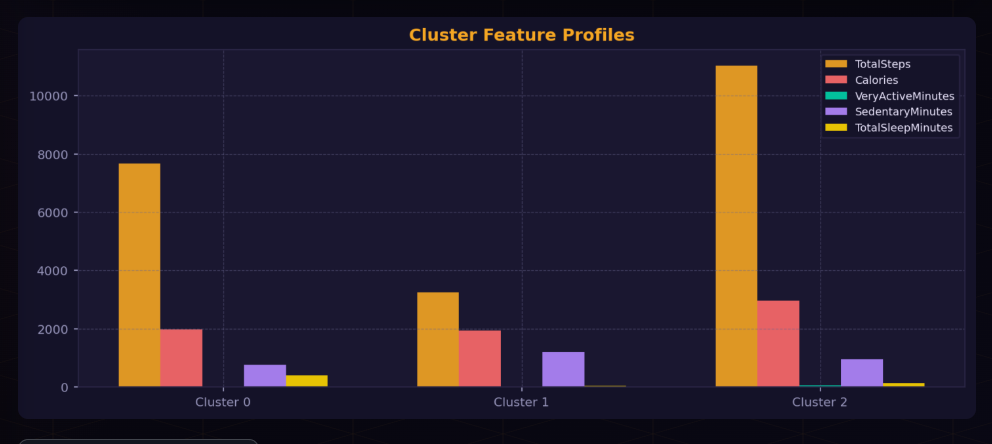 Cluster Feature Profiles
TotalSteps
Calories
VeryActiveMinutes
SedentaryMinutes
TotalSleepMinutes
10000
8000
6000
4000
2000
0
Cluster 0
Cluster 1
Cluster 2